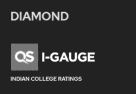 DIAMOND
QS I-GAUGE
INDIAN COLLEGE RATINGS